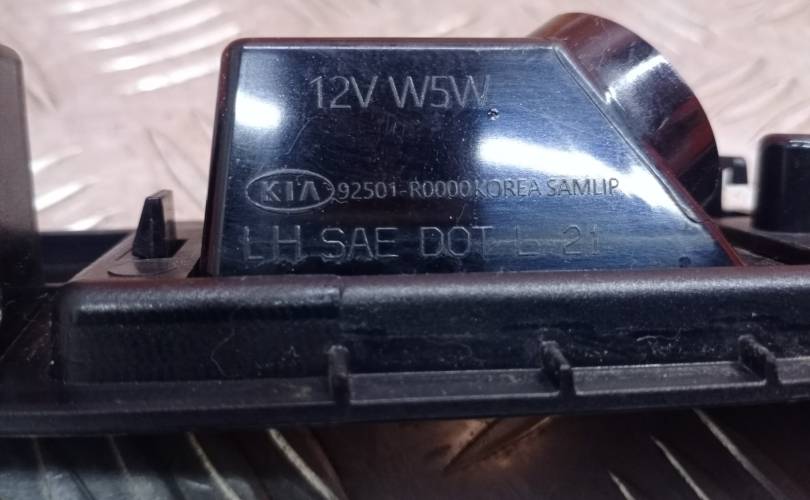 12V W5W
KIA 92501-R0000 KOREA SAMLIP
LH SAE DOT L 21